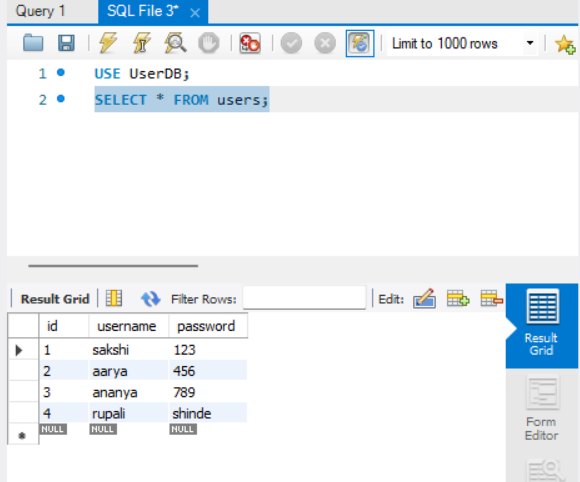 Query 1 SQL File 3*
Limit to 1000 rows
1 USE UserDB;
2 SELECT * FROM users;
Result Grid Filter Rows: Edit:
id username password
1 sakshi 123
2 aarya 456
3 ananya 789
4 rupali shinde
NULL NULL NULL
Result
Grid
Form
Editor